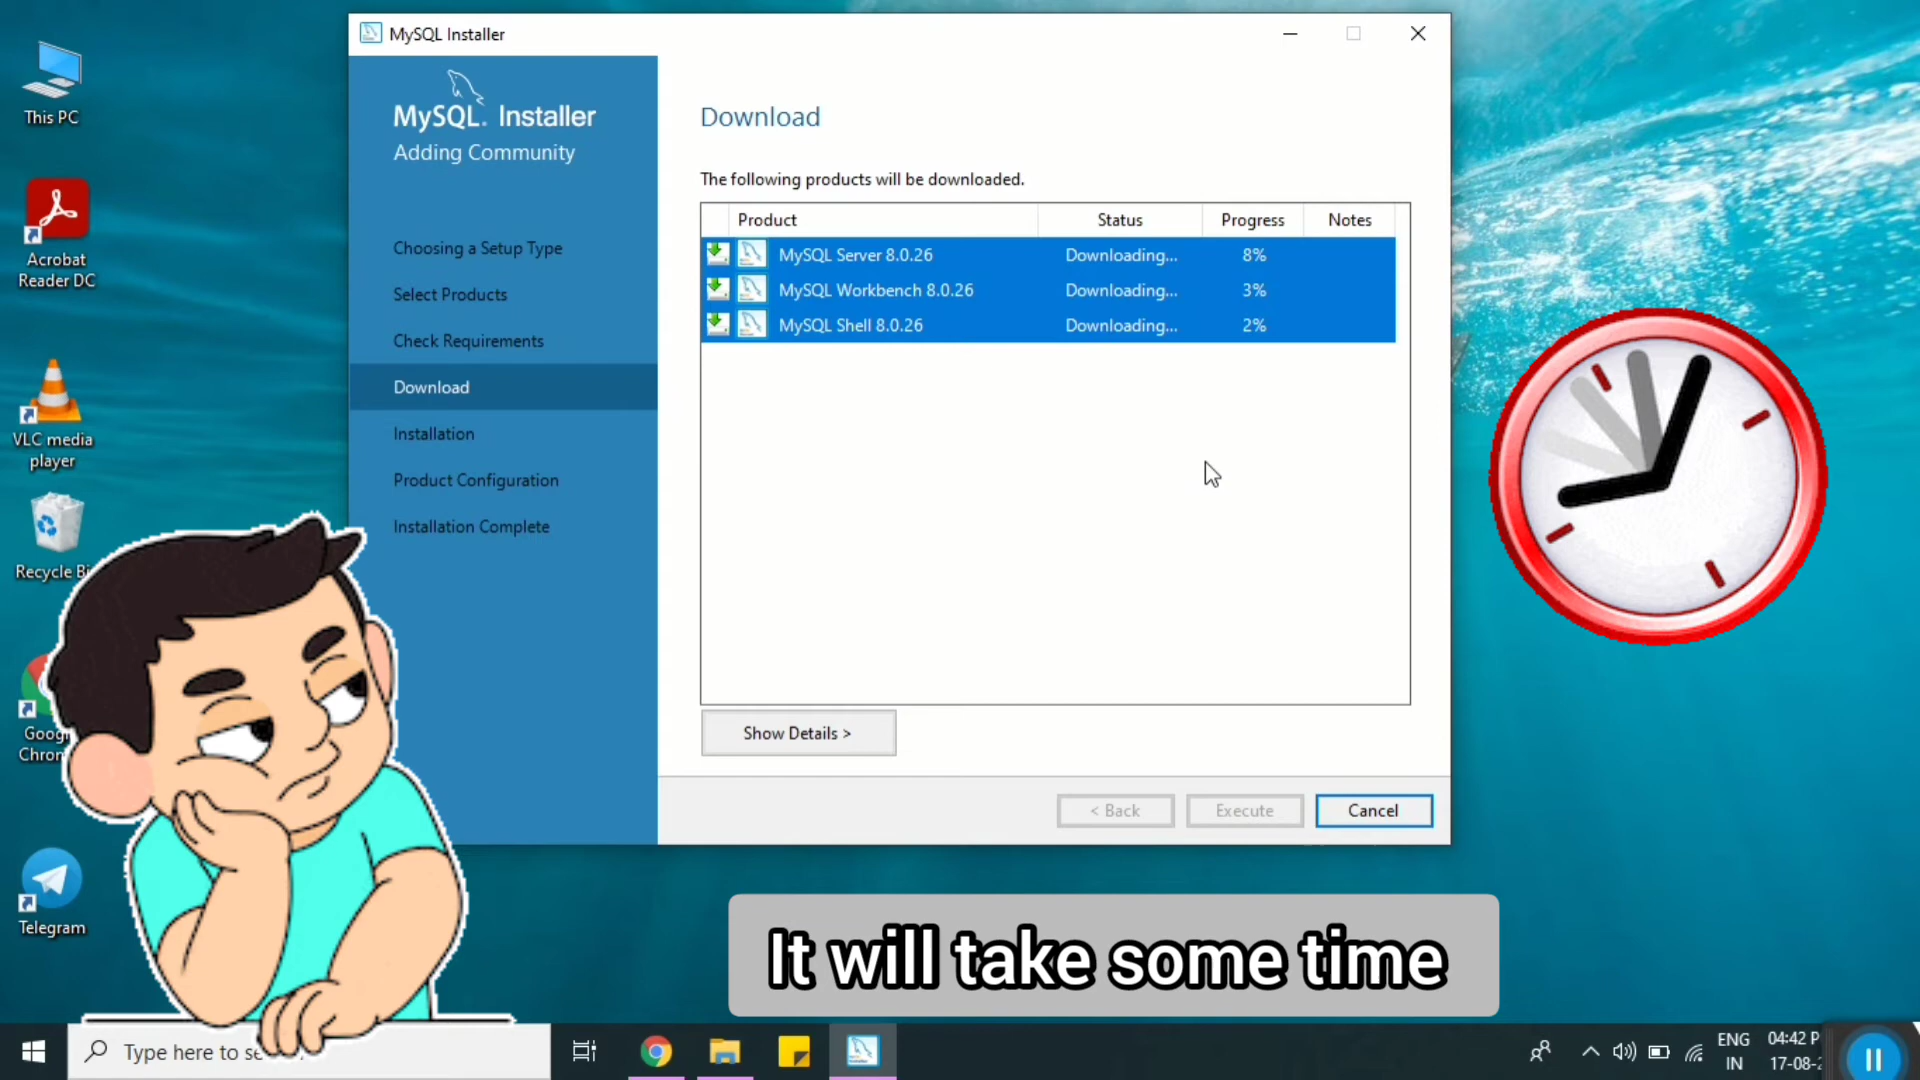 This PC
Acrobat
Reader DC
VLC media
player
Recycle Bi
Goog
Chrom
Telegram
MySQL Installer
MySQL. Installer
Adding Community
Choosing a Setup Type
Select Products
Check Requirements
Download
Installation
Product Configuration
Installation Complete
Download
The following products will be downloaded.
Product Status Progress Notes
MySQL Server 8.0.26 Downloading... 8%
MySQL Workbench 8.0.26 Downloading... 3%
MySQL Shell 8.0.26 Downloading... 2%
Show Details >
< Back Execute Cancel
It will take some time
Type here to se
ENG
IN
04:42 P
17-08-